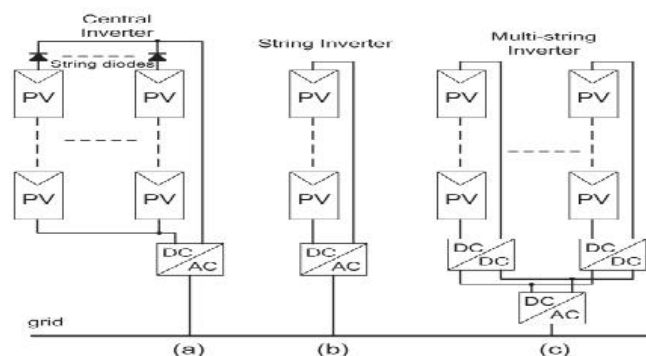 Central
Inverter
String diodes
PV
PV
PV
PV
DC
AC
String Inverter
PV
PV
DC
AC
Multi-string
Inverter
PV
PV
PV
PV
DC
DC
DC
DC
DC
AC
grid
(a)
(b)
(c)